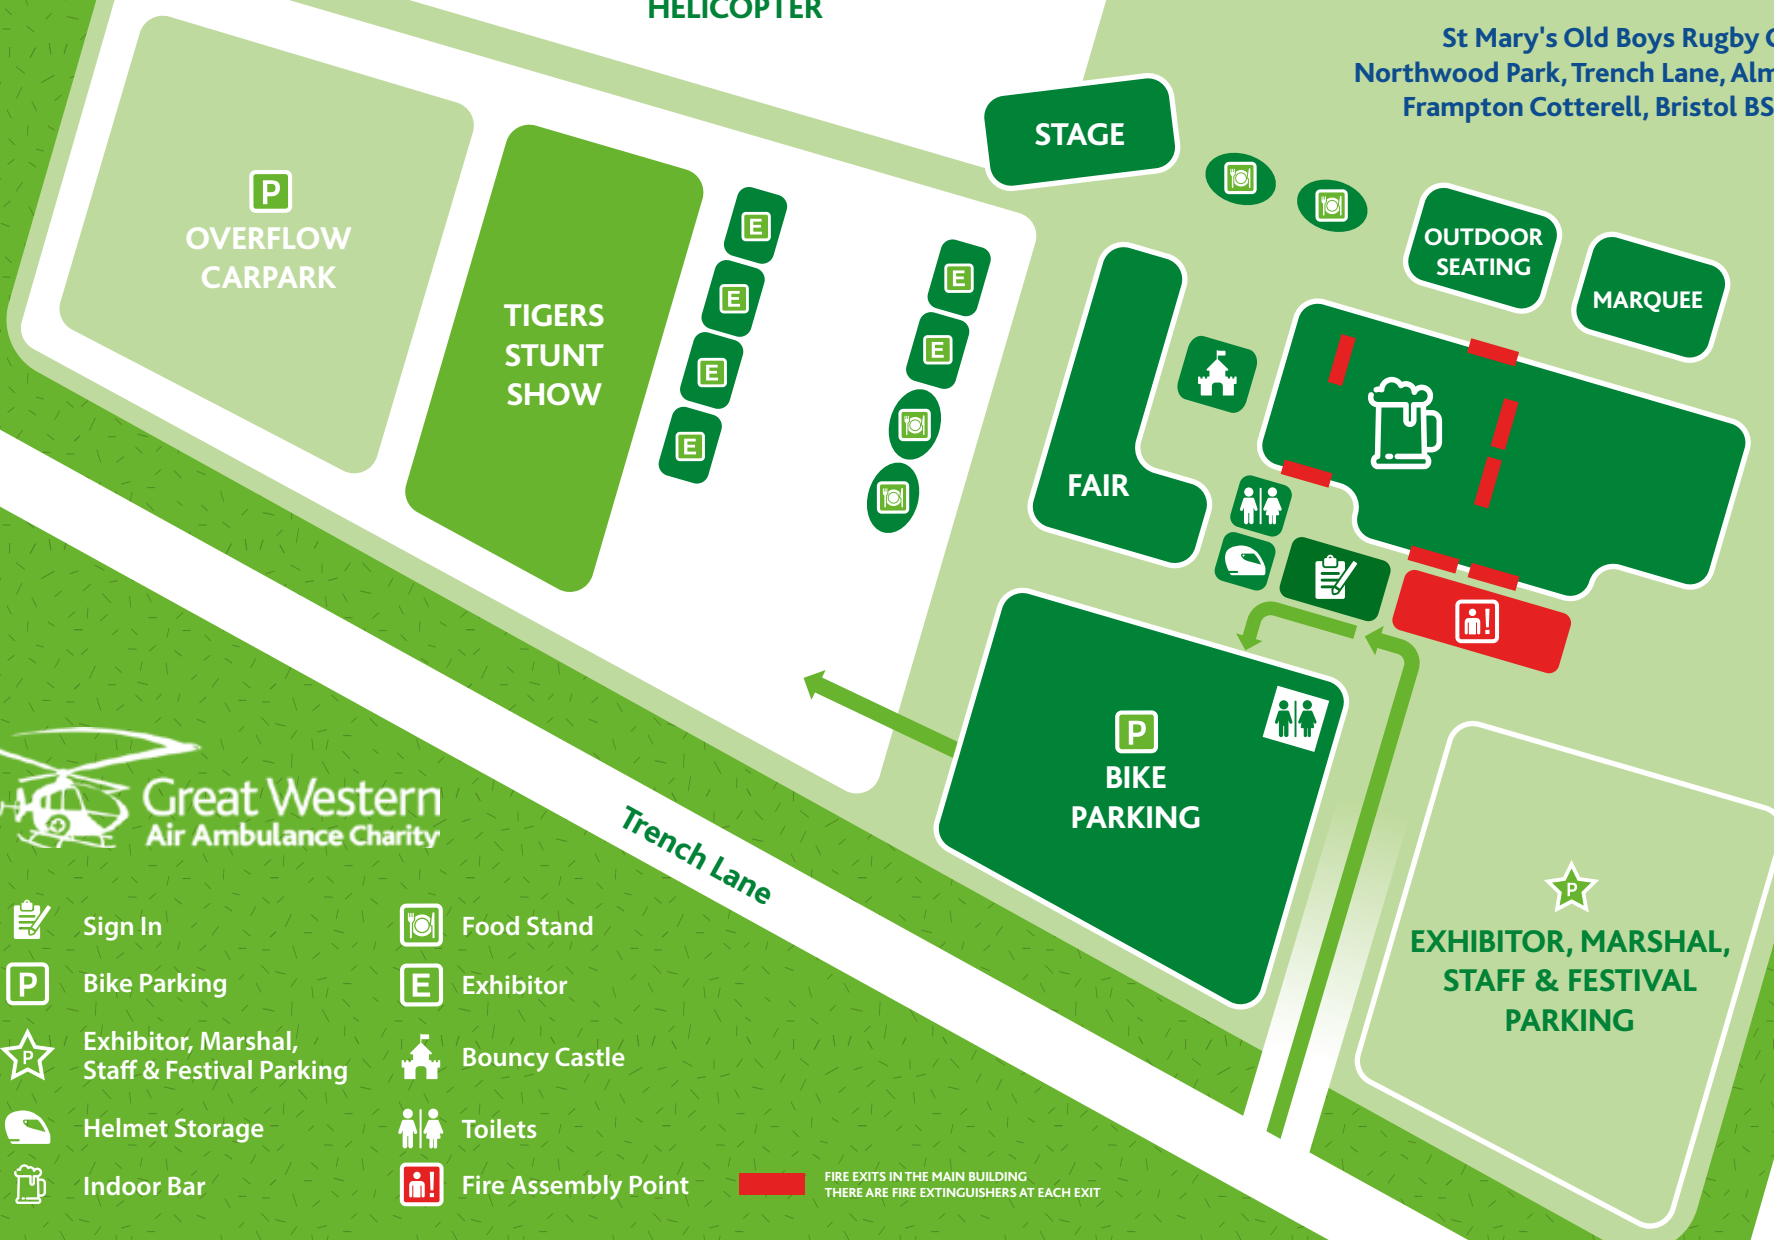 HELICOPTER
St Mary's Old Boys Rugby
Northwood Park, Trench Lane,
Frampton Cotterell, Bristol
STAGE
P
OVERFLOW
CARPARK
TIGERS
STUNT
SHOW
E
E
E
E
E
E
OUTDOOR
SEATING
MARQUEE
FAIR
!
P
BIKE
PARKING
P
EXHIBITOR, MARSHAL,
STAFF & FESTIVAL
PARKING
Trench Lane
Great Western
Air Ambulance Charity
Sign In
P
Bike Parking
P
Exhibitor, Marshal,
Staff & Festival Parking
Helmet Storage
Indoor Bar
Food Stand
E
Exhibitor
Bouncy Castle
Toilets
!
Fire Assembly Point
FIRE EXITS IN THE MAIN BUILDING
THERE ARE FIRE EXTINGUISHERS AT EACH EXIT